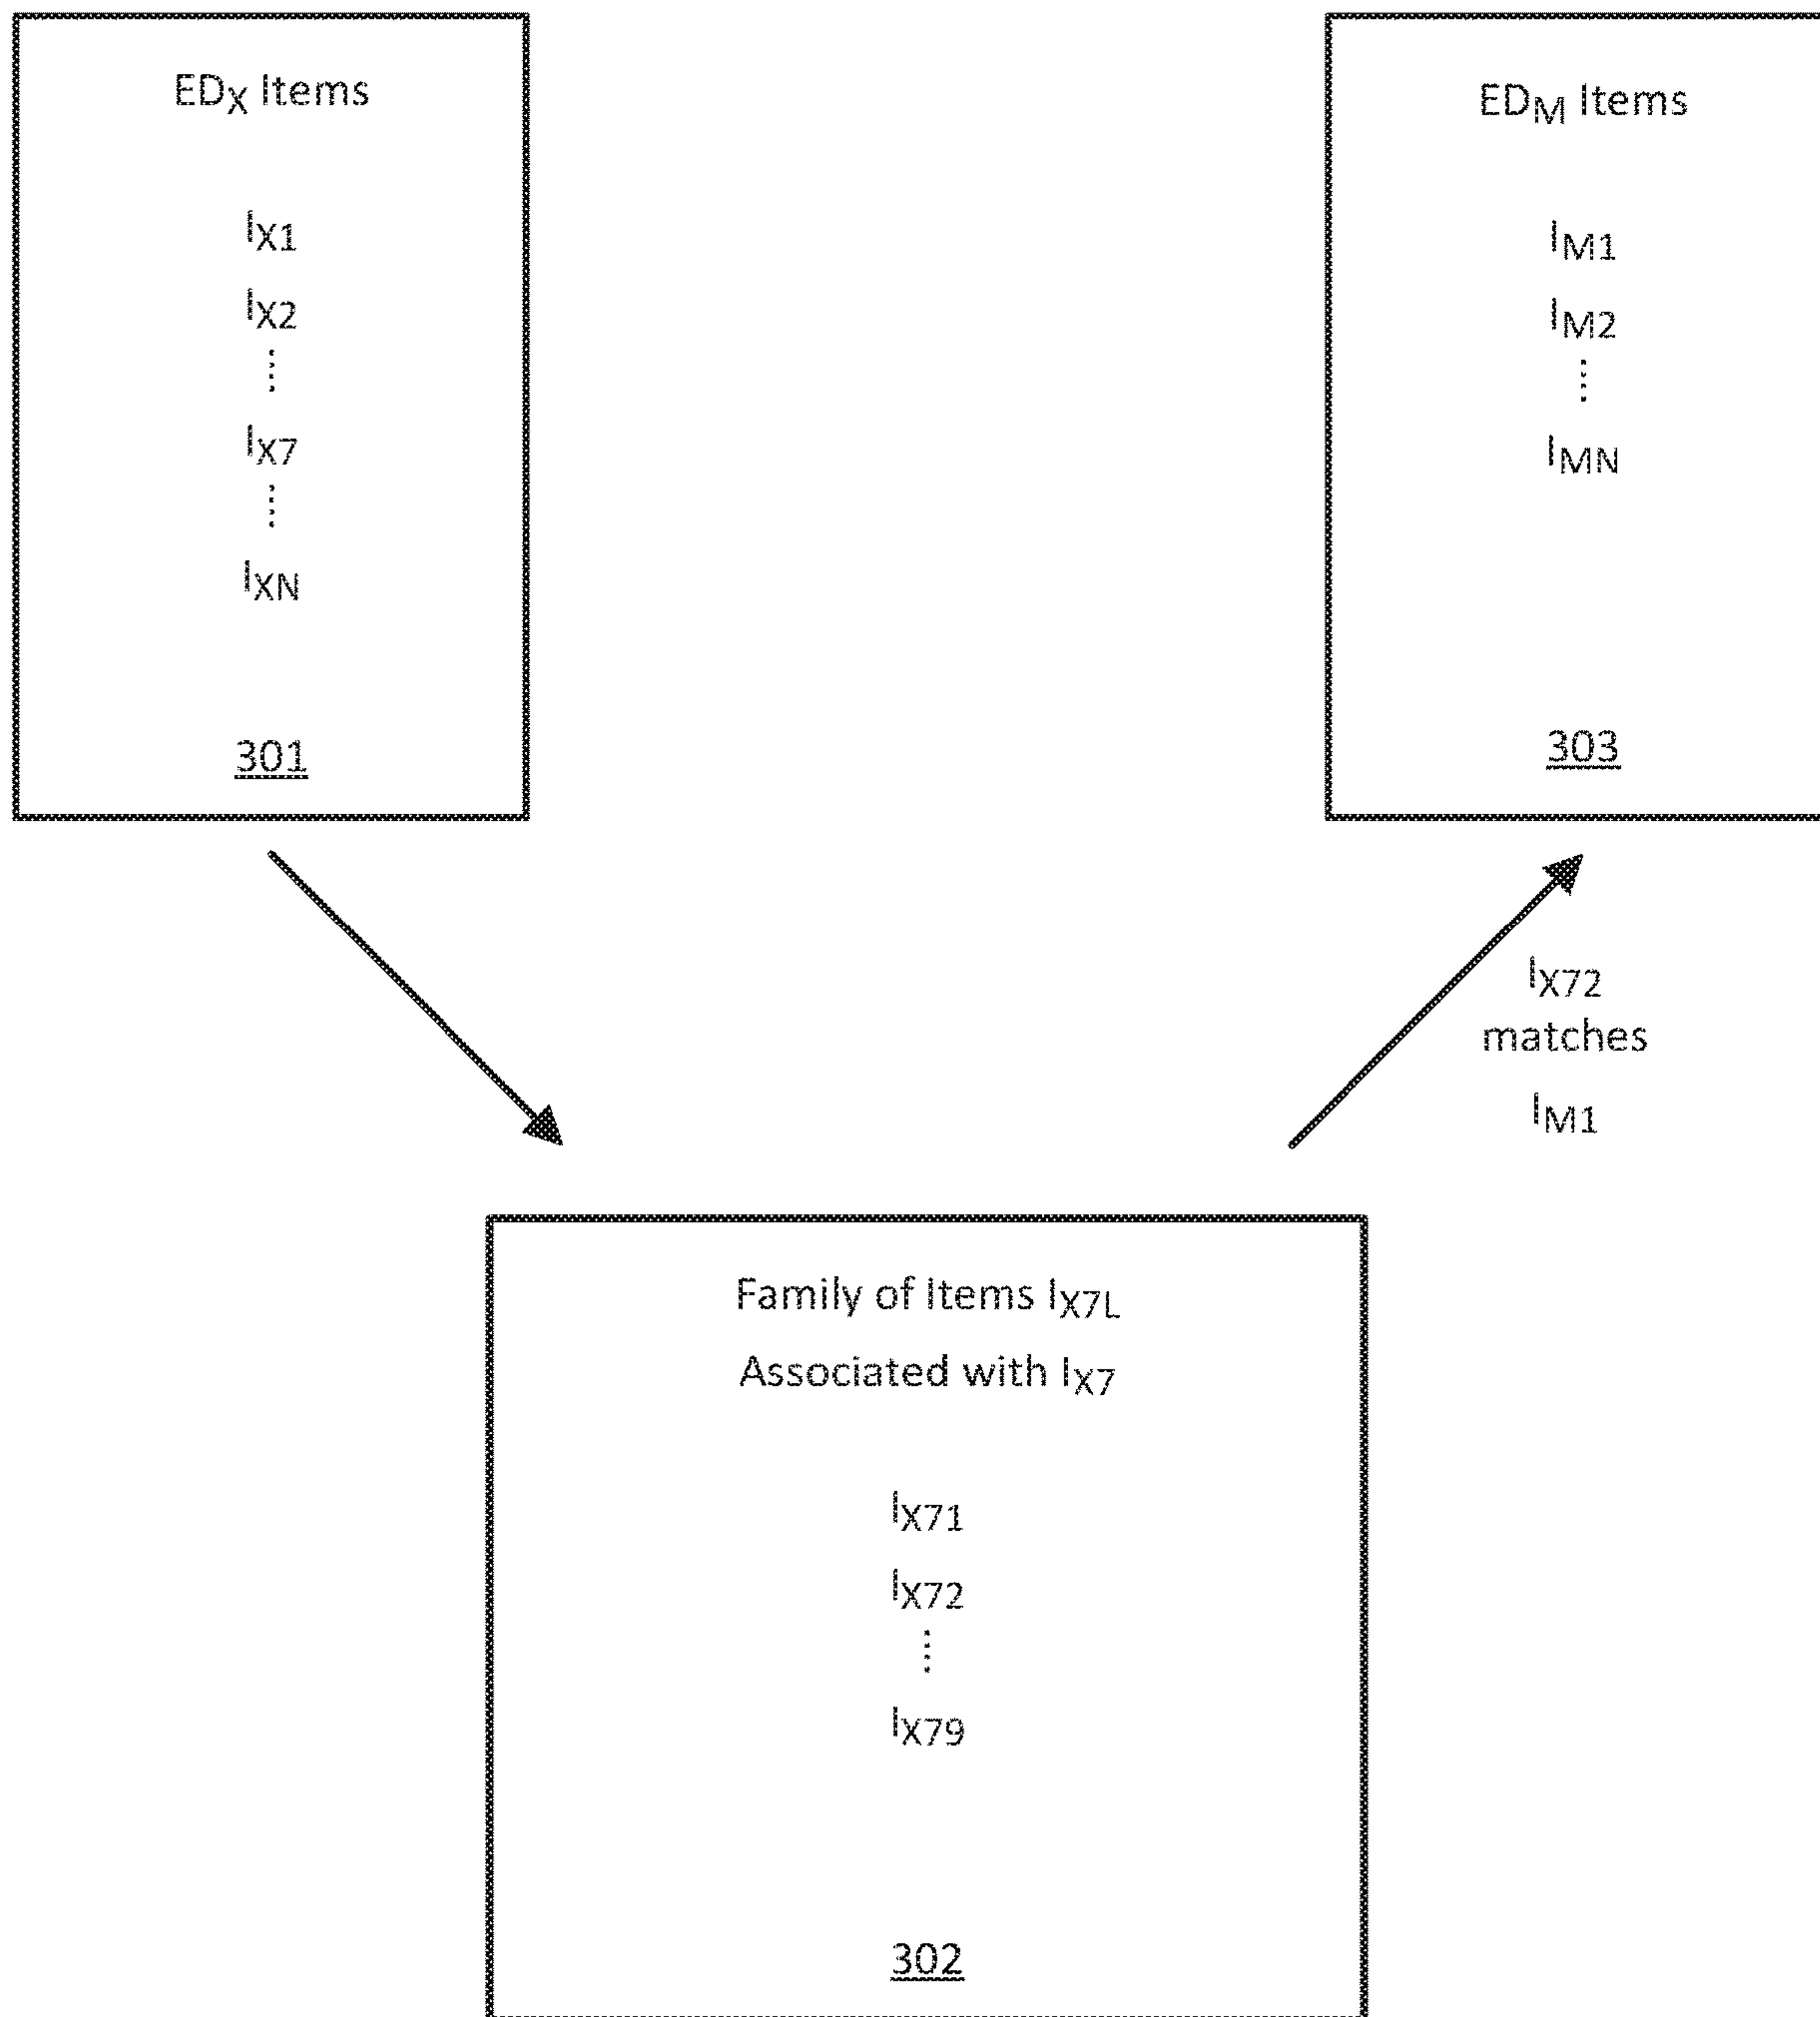 EDX Items
IX1
IX2
⋮
IX7
⋮
IXN
301
EDM Items
IM1
IM2
⋮
IMN
303
IX72
matches
IM1
Family of Items IX7L
Associated with IX7
IX71
IX72
⋮
IX79
302